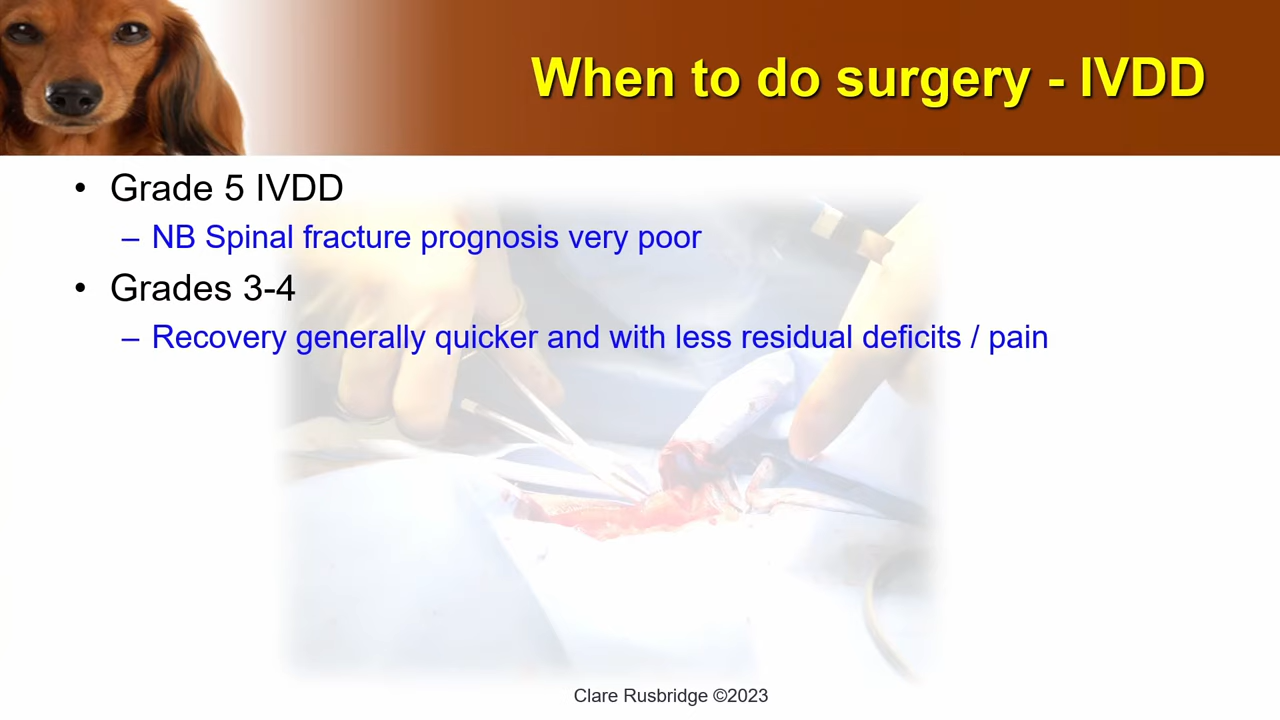 When to do surgery - IVDD
• Grade 5 IVDD
– NB Spinal fracture prognosis very poor
• Grades 3-4
– Recovery generally quicker and with less residual deficits / pain
Clare Rusbridge ©2023